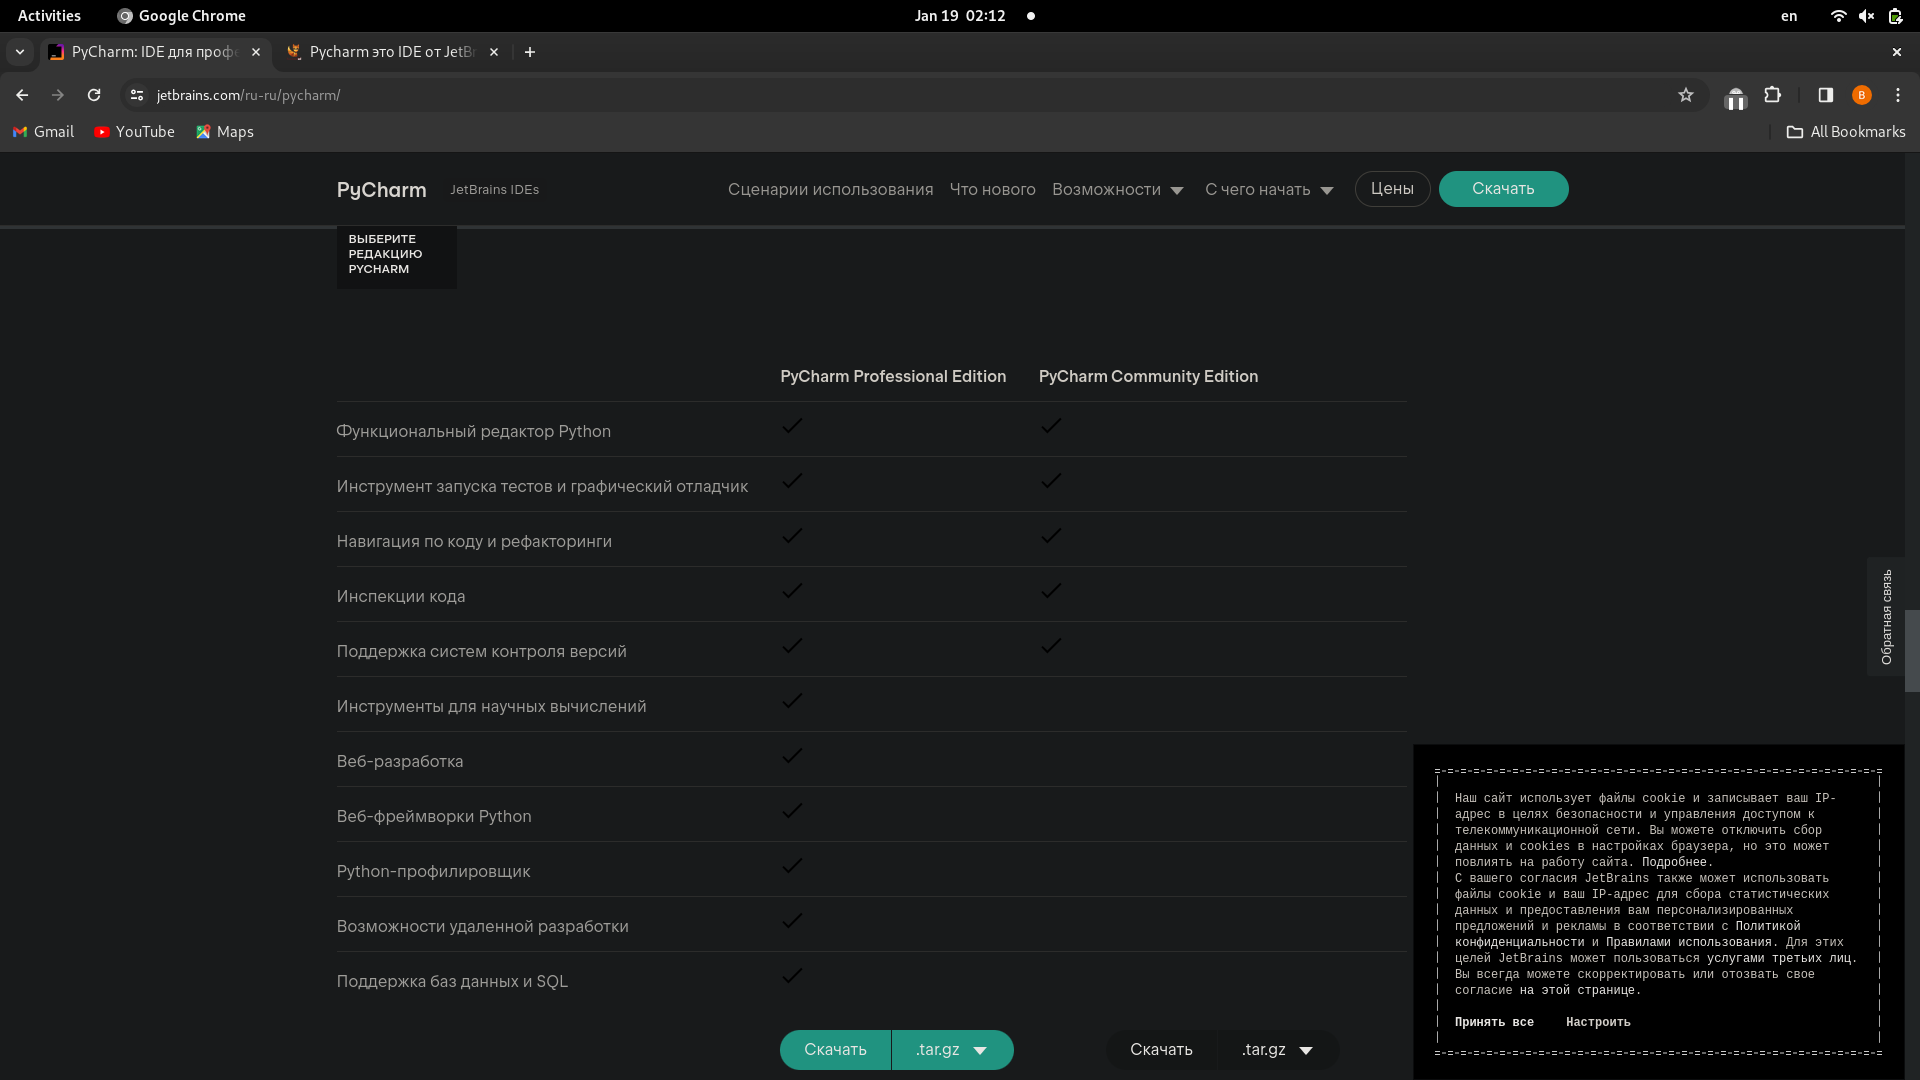 Activities
Google Chrome
Jan 19 02:12
en
PyCharm: IDE для профе
Pycharm это IDE от JetBr
jetbrains.com/ru-ru/pycharm/
B
Gmail
YouTube
Maps
All Bookmarks
PyCharm
JetBrains IDEs
Сценарии использования
Что нового
Возможности
С чего начать
Цены
Скачать
ВЫБЕРИТЕ
РЕДАКЦИЮ
PYCHARM
PyCharm Professional Edition
PyCharm Community Edition
Функциональный редактор Python
Инструмент запуска тестов и графический отладчик
Навигация по коду и рефакторинги
Инспекции кода
Поддержка систем контроля версий
Инструменты для научных вычислений
Веб-разработка
Веб-фреймворки Python
Python-профилировщик
Возможности удаленной разработки
Поддержка баз данных и SQL
Скачать
.tar.gz
Скачать
.tar.gz
Обратная связь
Наш сайт использует файлы cookie и записывает ваш IP-
адрес в целях безопасности и управления доступом к
телекоммуникационной сети. Вы можете отключить сбор
данных и cookies в настройках браузера, но это может
повлиять на работу сайта. Подробнее.
С вашего согласия JetBrains также может использовать
файлы cookie и ваш IP-адрес для сбора статистических
данных и предоставления вам персонализированных
предложений и рекламы в соответствии с Политикой
конфиденциальности и Правилами использования. Для этих
целей JetBrains может пользоваться услугами третьих лиц.
Вы всегда можете скорректировать или отозвать свое
согласие на этой странице.
Принять все
Настроить